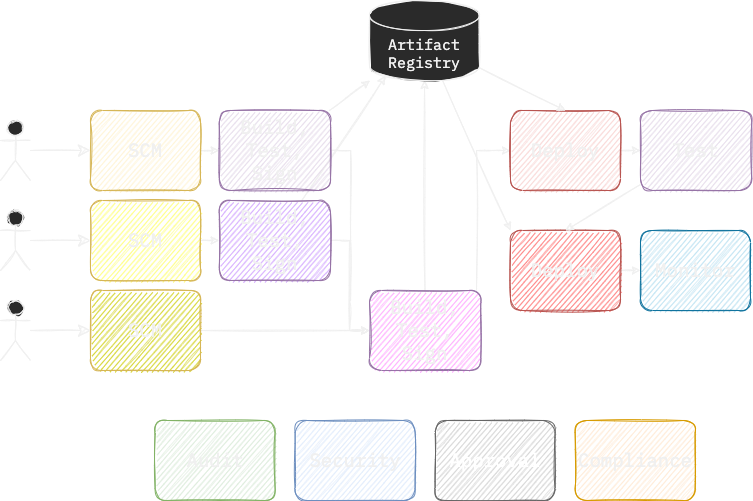 Artifact
Registry
SCM
Build,
Test,
Sign
Deploy
Test
SCM
Build,
Test,
Sign
Deploy
SCM
Build,
Test,
Sign
Audit
Security
Approval
Compliance